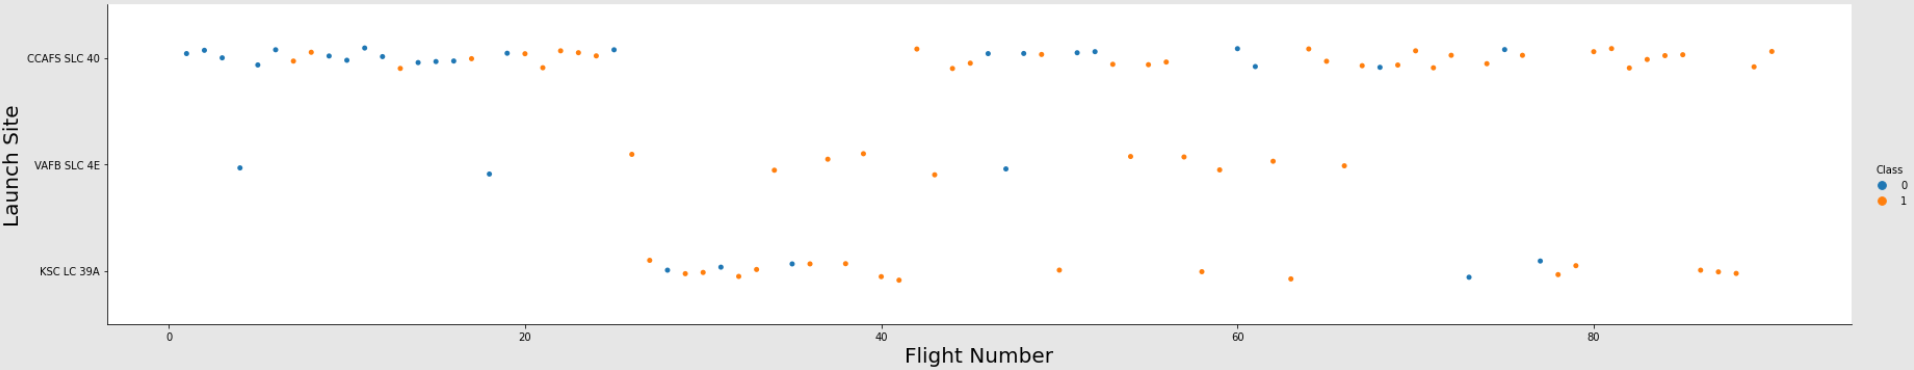 CCAFS SLC 40
VAFB SLC 4E
KSC LC 39A
Launch Site
0 20 40 60 80
Flight Number
Class
0
1